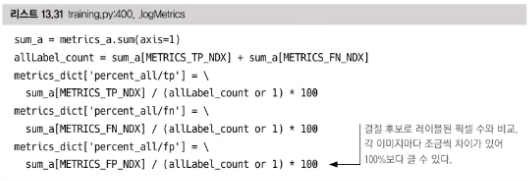 리스트 13.31 training.py:400, .logMetrics
sum_a = metrics_a.sum(axis=1)
allLabel_count = sum_a[METRICS_TP_NDX] + sum_a[METRICS_FN_NDX]
metrics_dict['percent_all/tp'] = \
sum_a[METRICS_TP_NDX] / (allLabel_count or 1) * 100
metrics_dict['percent_all/fn'] = \
sum_a[METRICS_FN_NDX] / (allLabel_count or 1) * 100
metrics_dict['percent_all/fp'] = \
sum_a[METRICS_FP_NDX] / (allLabel_count or 1) * 100
결절 후보로 레이블된 픽셀 수와 비교.
각 이미지마다 조금씩 차이가 있어
100%보다 클 수 있다.